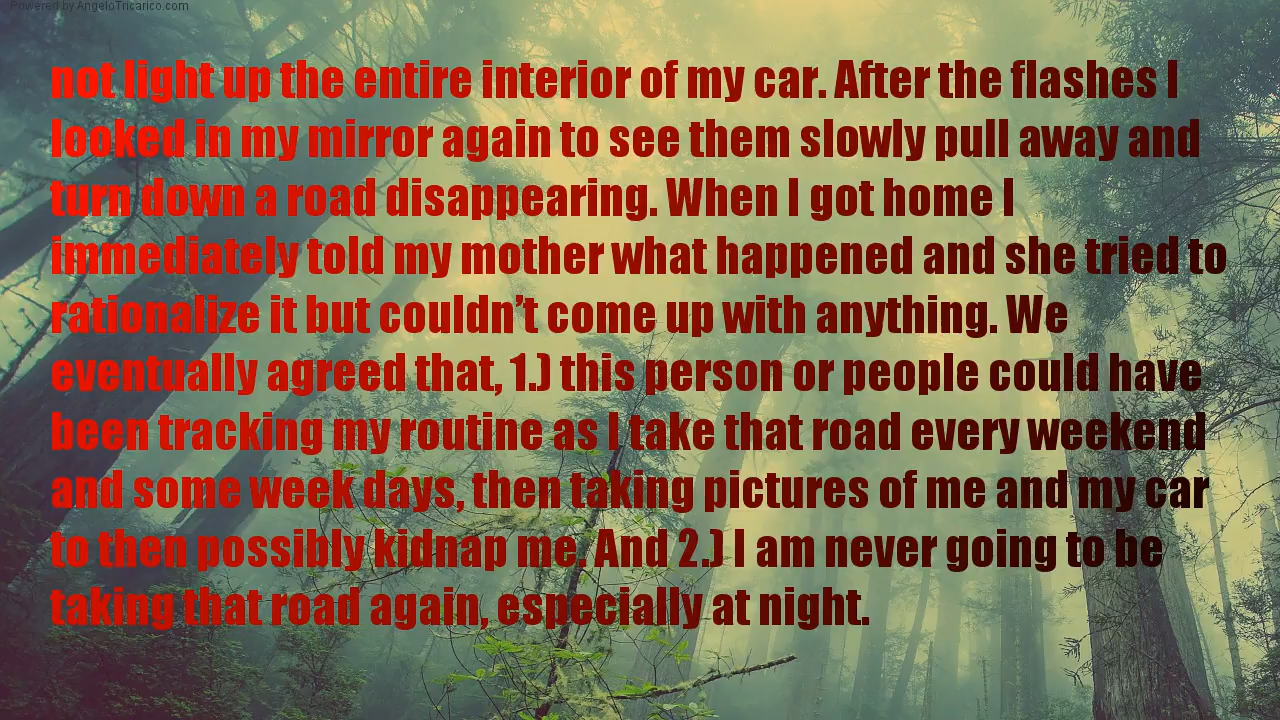 Powered by AngeloTricarico.com
not light up the entire interior of my car. After the flashes I
looked in my mirror again to see them slowly pull away and
turn down a road disappearing. When I got home I
immediately told my mother what happened and she tried to
rationalize it but couldn’t come up with anything. We
eventually agreed that, 1.) this person or people could have
been tracking my routine as I take that road every weekend
and some week days, then taking pictures of me and my car
to then possibly kidnap me. And 2.) I am never going to be
taking that road again, especially at night.